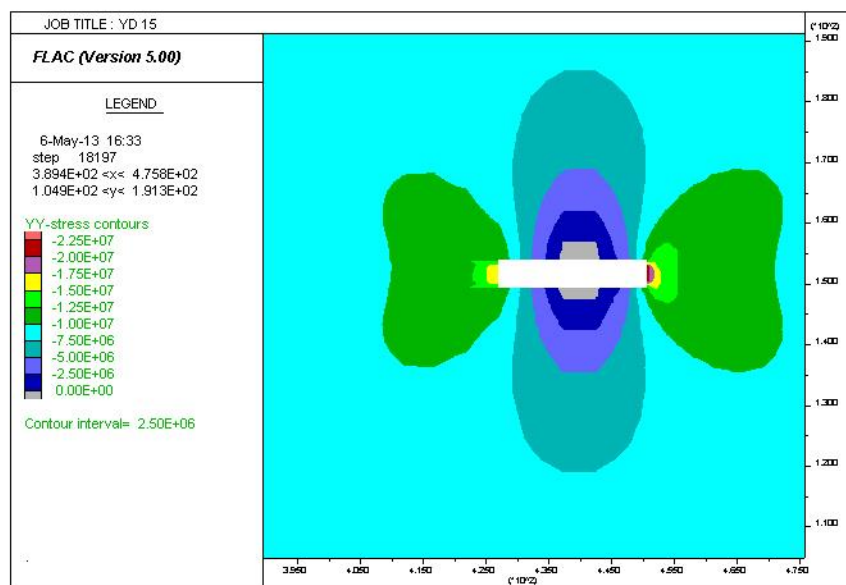 JOB TITLE : YD 15
(*10^2)
FLAC (Version 5.00)
LEGEND
6-May-13 16:33
step 18197
3.894E+02 <x< 4.758E+02
1.049E+02 <y< 1.913E+02
YY-stress contours
-2.25E+07
-2.00E+07
-1.75E+07
-1.50E+07
-1.25E+07
-1.00E+07
-7.50E+06
-5.00E+06
-2.50E+06
0.00E+00
Contour interval= 2.50E+06
1.900
1.800
1.700
1.600
1.500
1.400
1.300
1.200
1.100
3.950 4.050 4.150 4.250 4.350 4.450 4.550 4.650 4.750
(*10^2)